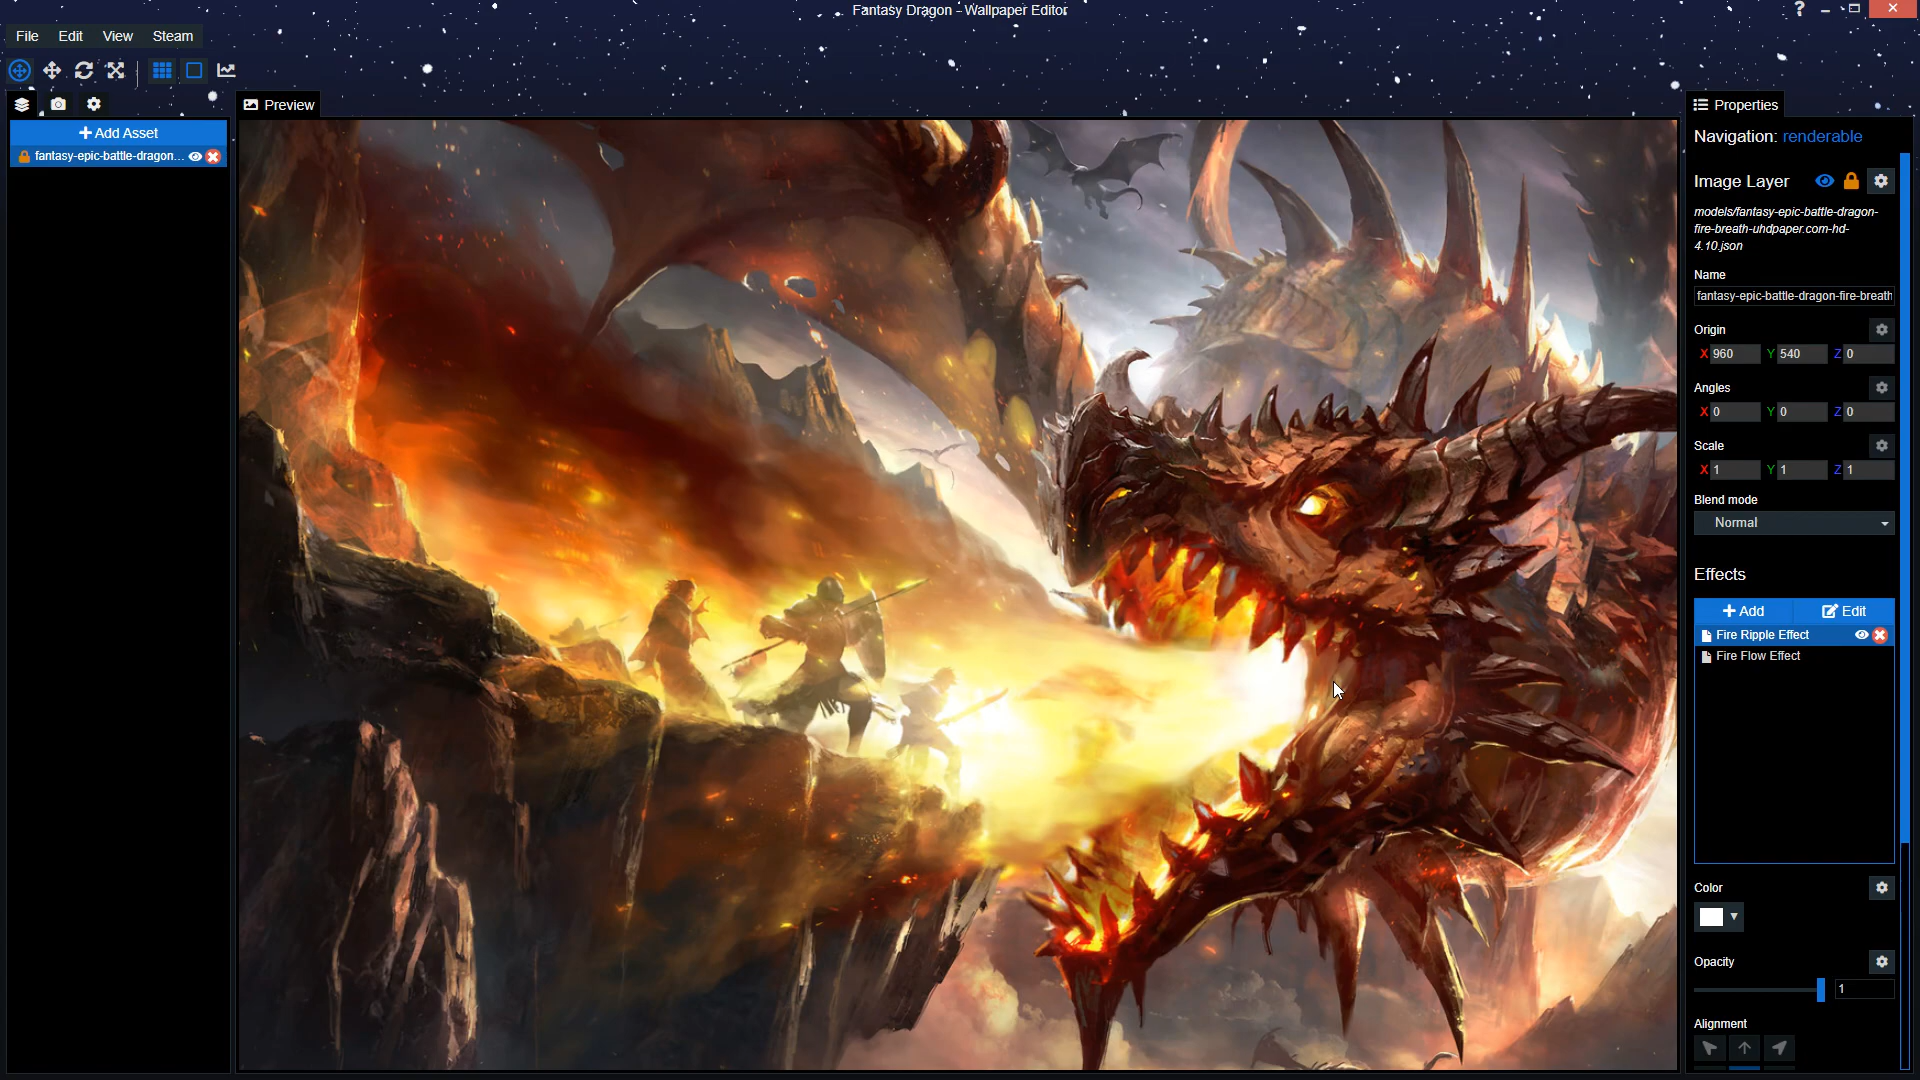 Fantasy Dragon - Wallpaper Editor
?
File Edit View Steam
Preview
Properties
Add Asset
fantasy-epic-battle-dragon...
Navigation: renderable
Image Layer
models/fantasy-epic-battle-dragon-
fire-breath-uhdpaper.com-hd-
4.10.json
Name
fantasy-epic-battle-dragon-fire-breath
Origin
X 960 Y 540 Z 0
Angles
X 0 Y 0 Z 0
Scale
X 1 Y 1 Z 1
Blend mode
Normal
Effects
Add Edit
Fire Ripple Effect
Fire Flow Effect
Color
Opacity
1
Alignment